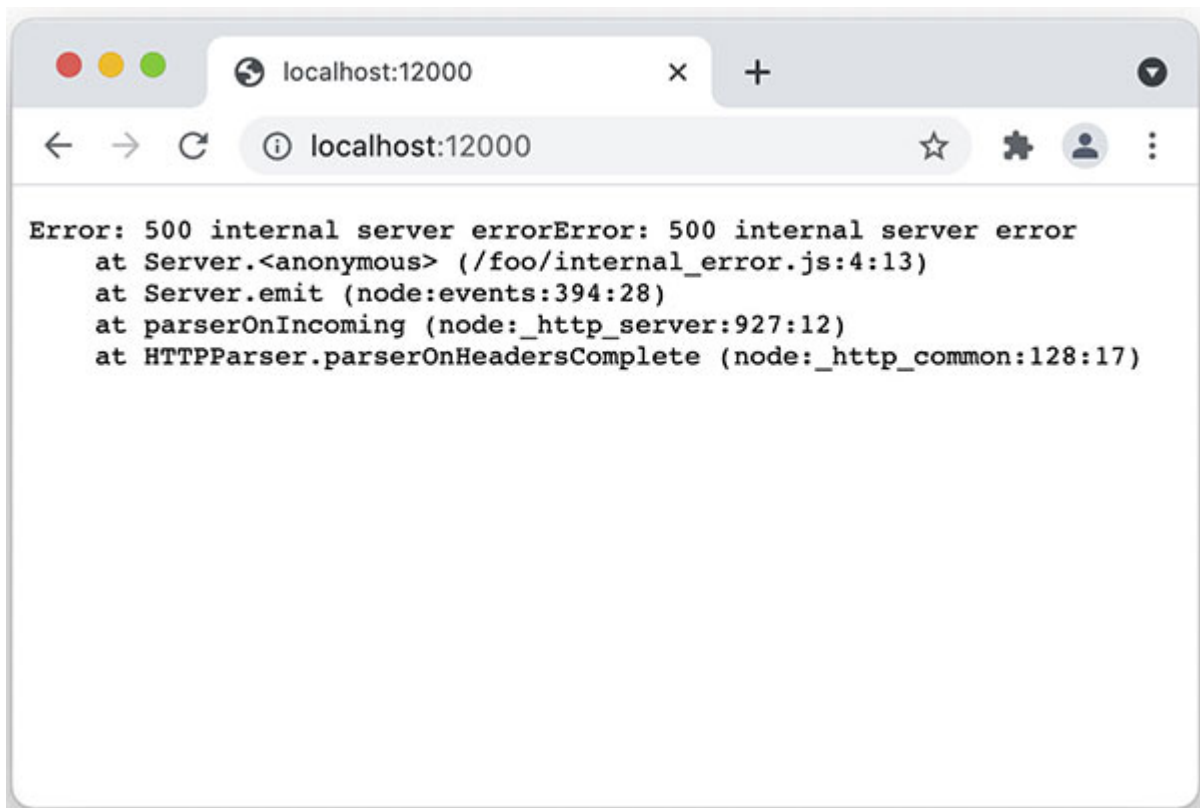 localhost:12000
localhost:12000
Error: 500 internal server errorError: 500 internal server error
    at Server.<anonymous> (/foo/internal_error.js:4:13)
    at Server.emit (node:events:394:28)
    at parserOnIncoming (node:_http_server:927:12)
    at HTTPParser.parserOnHeadersComplete (node:_http_common:128:17)